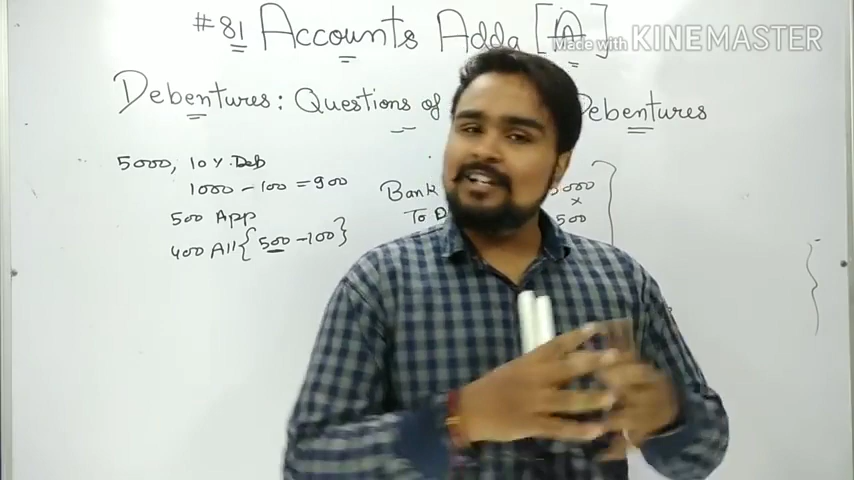 #81 Accounts Adda [A]
Made with KINEMASTER
Debentures: Questions of Debentures
5000, 10%. Deb
1000 - 100 = 900
500 App
400 All {500 - 100}
Bank
To D
5000
x
500